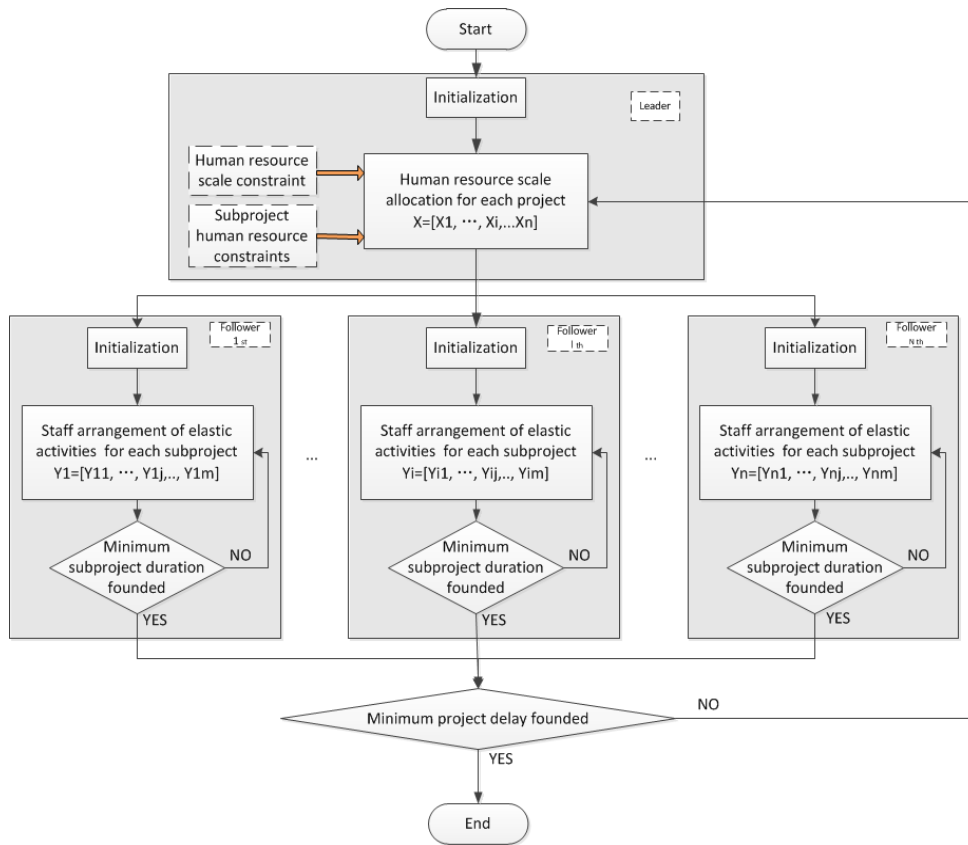 Start
Initialization
Leader
Human resource
scale constraint
Human resource scale
allocation for each project
X=[X1, ···, Xi,...Xn]
Subproject
human resource
constraints
Initialization
Follower
1 st
Staff arrangement of elastic
activities for each subproject
Y1=[Y11, ···, Y1j,.., Y1m]
Minimum
subproject duration
founded
NO
YES
...
Initialization
Follower
I th
Staff arrangement of elastic
activities for each subproject
Yi=[Yi1, ···, Yij,.., Yim]
Minimum
subproject duration
founded
NO
YES
...
Initialization
Follower
N th
Staff arrangement of elastic
activities for each subproject
Yn=[Yn1, ···, Ynj,.., Ynm]
Minimum
subproject duration
founded
NO
YES
Minimum project delay founded
NO
YES
End